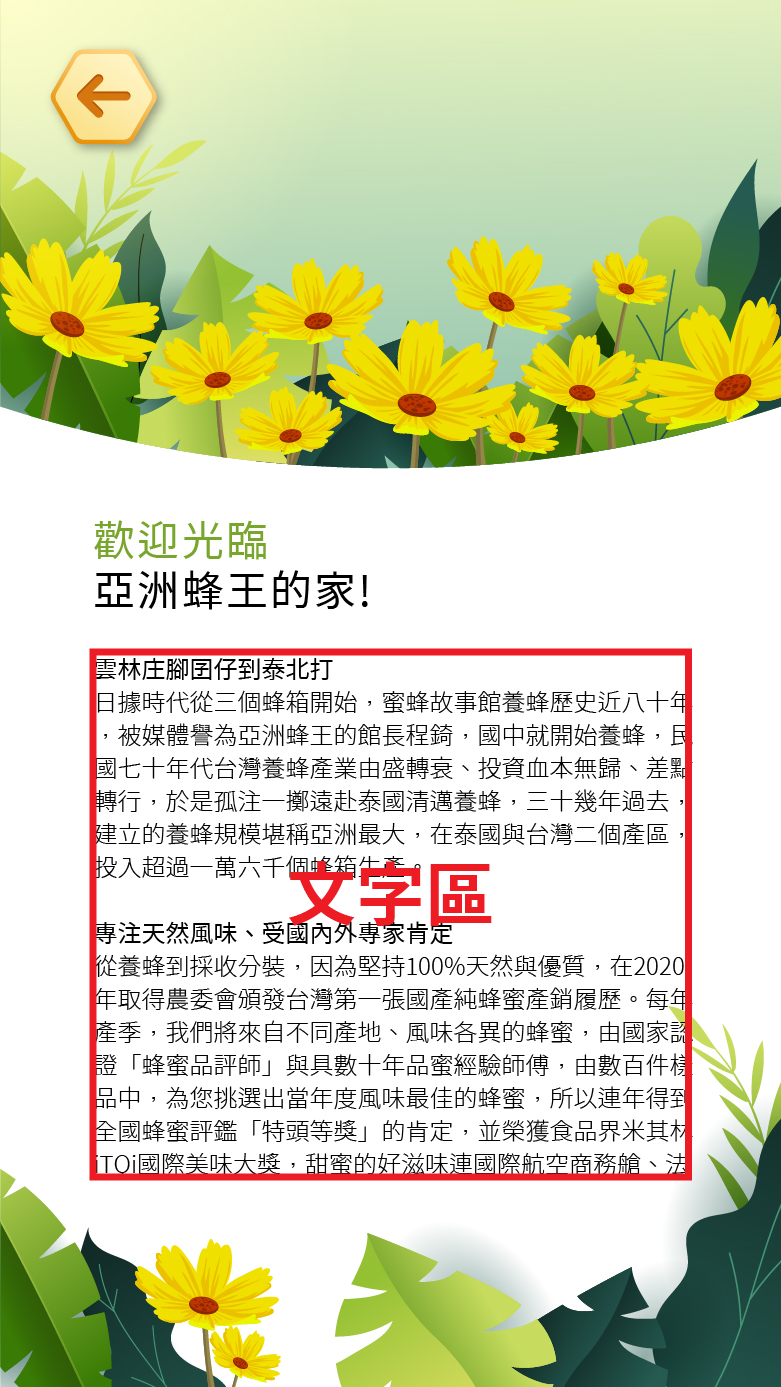 歡迎光臨
亞洲蜂王的家!
雲林庄腳囝仔到泰北打
日據時代從三個蜂箱開始，蜜蜂故事館養蜂歷史近八十年
，被媒體譽為亞洲蜂王的館長程錡，國中就開始養蜂，民
國七十年代台灣養蜂產業由盛轉衰、投資血本無歸、差點
轉行，於是孤注一擲遠赴泰國清邁養蜂，三十幾年過去，
建立的養蜂規模堪稱亞洲最大，在泰國與台灣二個產區，
投入超過一萬六千個蜂箱生產。
文字區
專注天然風味、受國內外專家肯定
從養蜂到採收分裝，因為堅持100%天然與優質，在2020
年取得農委會頒發台灣第一張國產純蜂蜜產銷履歷。每年
產季，我們將來自不同產地、風味各異的蜂蜜，由國家認
證「蜂蜜品評師」與具數十年品蜜經驗師傅，由數百件樣
品中，為您挑選出當年度風味最佳的蜂蜜，所以連年得到
全國蜂蜜評鑑「特頭等獎」的肯定，並榮獲食品界米其林
iTQi國際美味大獎，甜蜜的好滋味連國際航空商務艙、法